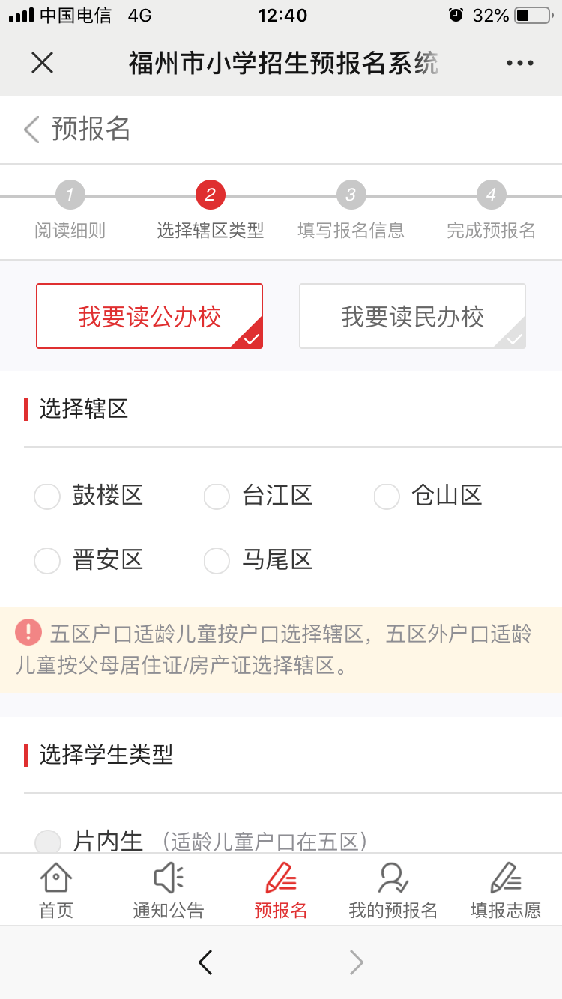 中国电信 4G 12:40 32%
福州市小学招生预报名系统
预报名
1 2 3 4
阅读细则 选择辖区类型 填写报名信息 完成预报名
我要读公办校 我要读民办校
选择辖区
鼓楼区 台江区 仓山区
晋安区 马尾区
五区户口适龄儿童按户口选择辖区，五区外户口适龄
儿童按父母居住证/房产证选择辖区。
选择学生类型
片内生 （适龄儿童户口在五区）
首页 通知公告 预报名 我的预报名 填报志愿